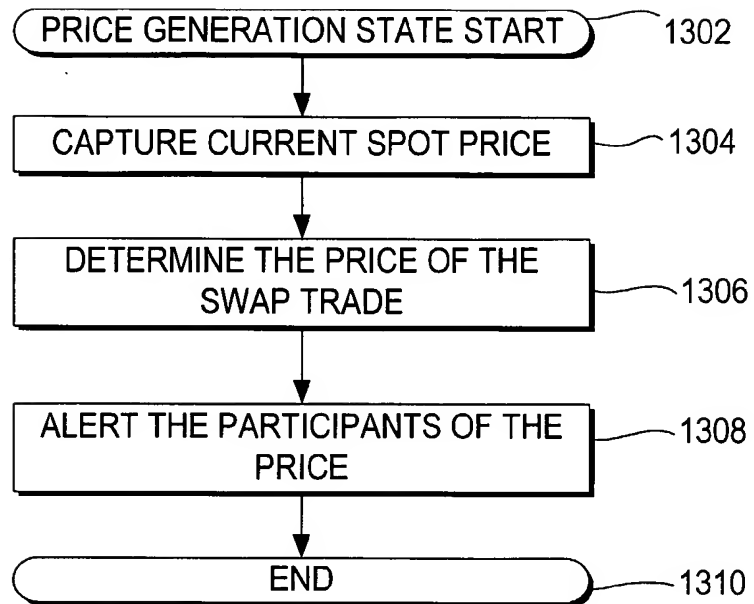 PRICE GENERATION STATE START
1302
CAPTURE CURRENT SPOT PRICE
1304
DETERMINE THE PRICE OF THE
SWAP TRADE
1306
ALERT THE PARTICIPANTS OF THE
PRICE
1308
END
1310